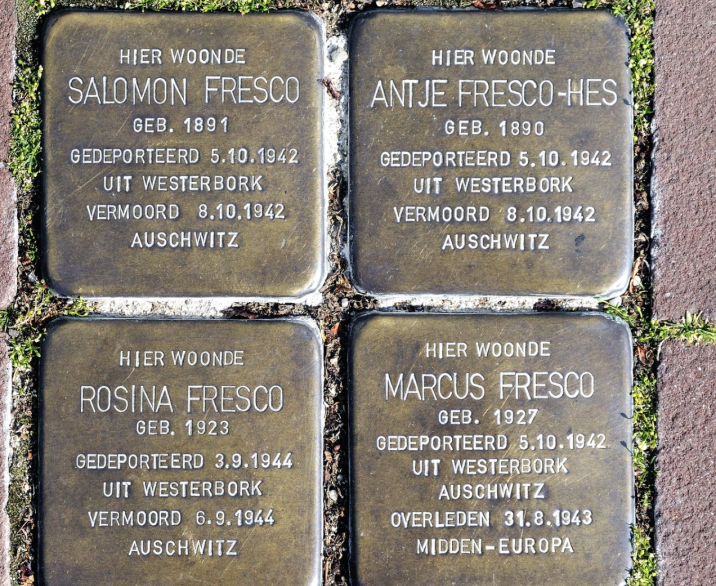 HIER WOONDE
SALOMON FRESCO
GEB. 1891
GEDEPORTEERD 5.10.1942
UIT WESTERBORK
VERMOORD 8.10.1942
AUSCHWITZ
HIER WOONDE
ANTJE FRESCO-HES
GEB. 1890
GEDEPORTEERD 5.10.1942
UIT WESTERBORK
VERMOORD 8.10.1942
AUSCHWITZ
HIER WOONDE
ROSINA FRESCO
GEB. 1923
GEDEPORTEERD 3.9.1944
UIT WESTERBORK
VERMOORD 6.9.1944
AUSCHWITZ
HIER WOONDE
MARCUS FRESCO
GEB. 1927
GEDEPORTEERD 5.10.1942
UIT WESTERBORK
AUSCHWITZ
OVERLEDEN 31.8.1943
MIDDEN-EUROPA